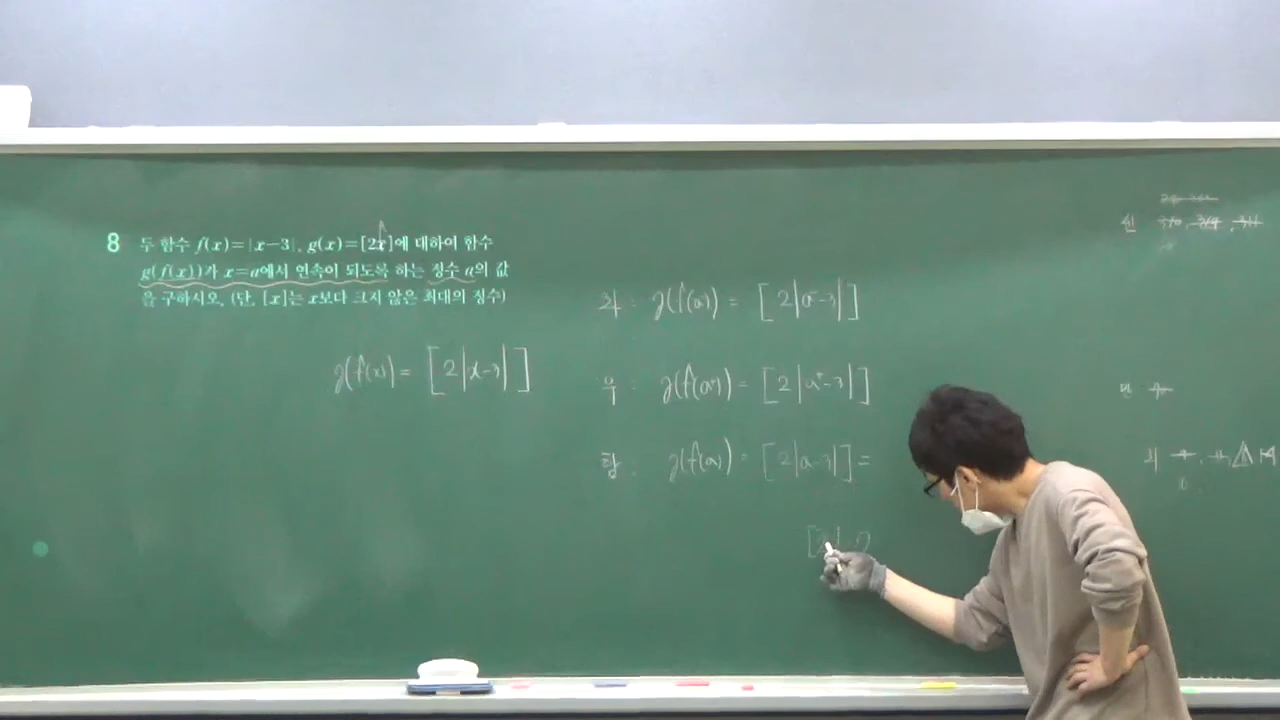 8 두 함수 f(x)=|x-3|, g(x)=[2x]에 대하여 함수
g(f(x))가 x=a에서 연속이 되도록 하는 정수 a의 값
을 구하시오. (단, [x]는 x보다 크지 않은 최대의 정수)
g(f(x)) = [2|x-3|]
좌 : g(f(a⁻)) = [2|a⁻-3|]
우 : g(f(a⁺)) = [2|a⁺-3|]
함 : g(f(a)) = [2|a-3|] =